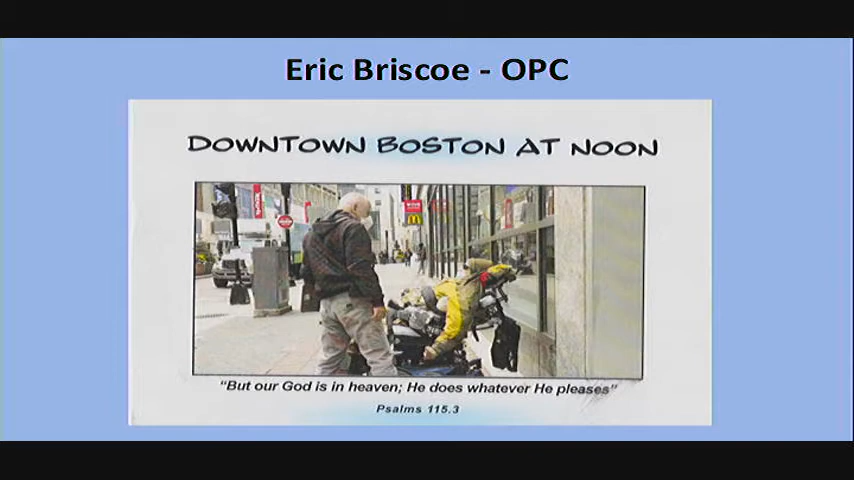 Eric Briscoe - OPC
DOWNTOWN BOSTON AT NOON
“But our God is in heaven; He does whatever He pleases”
Psalms 115.3